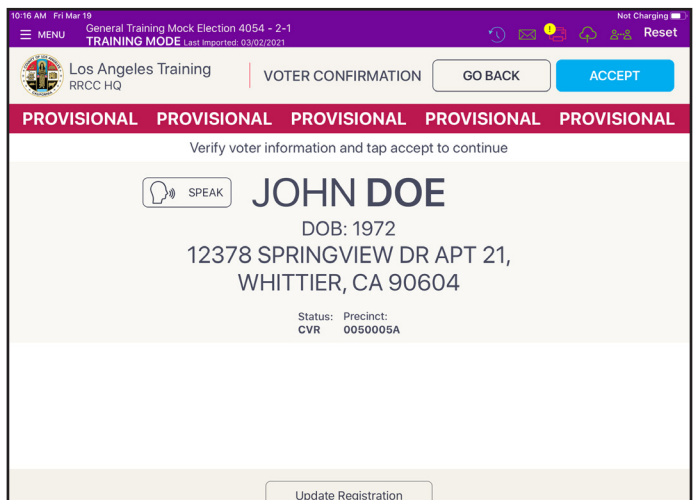 10:16 AM Fri Mar 19
Not Charging
MENU
General Training Mock Election 4054 - 2-1
TRAINING MODE Last Imported: 03/02/2021
!
Reset
Los Angeles Training
RRCC HQ
VOTER CONFIRMATION
GO BACK
ACCEPT
PROVISIONAL PROVISIONAL PROVISIONAL PROVISIONAL PROVISIONAL
Verify voter information and tap accept to continue
SPEAK
JOHN DOE
DOB: 1972
12378 SPRINGVIEW DR APT 21,
WHITTIER, CA 90604
Status: Precinct:
CVR 0050005A
Update Registration